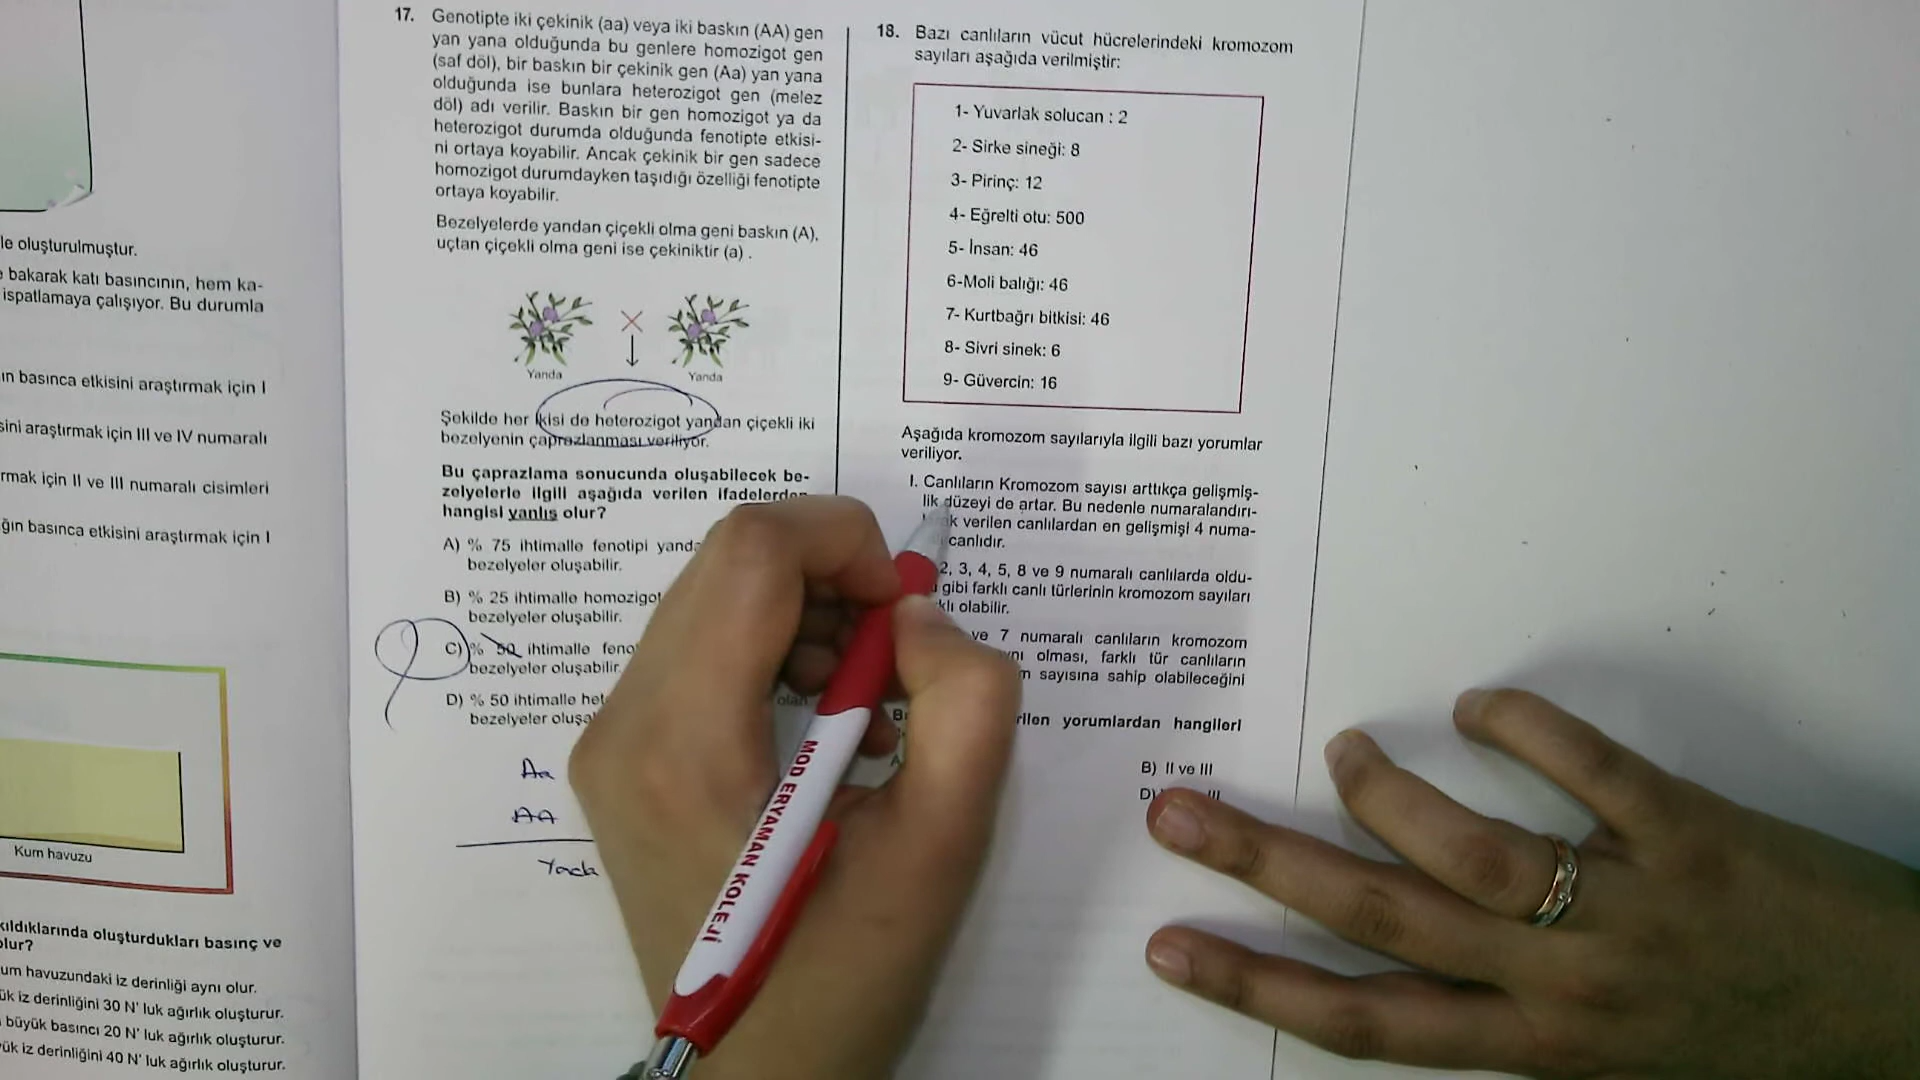 le oluşturulmuştur.
bakarak katı basıncının, hem ka-
ispatlamaya çalışıyor. Bu durumla
ın basınca etkisini araştırmak için I
sini araştırmak için III ve IV numaralı
rmak için II ve III numaralı cisimleri
ğın basınca etkisini araştırmak için I
Kum havuzu
kıldıklarında oluşturdukları basınç ve
olur?
um havuzundaki iz derinliği aynı olur.
ük iz derinliğini 30 N' luk ağırlık oluşturur.
büyük basıncı 20 N' luk ağırlık oluşturur.
ük iz derinliğini 40 N' luk ağırlık oluşturur.
17. Genotipte iki çekinik (aa) veya iki baskın (AA) gen
yan yana olduğunda bu genlere homozigot gen
(saf döl), bir baskın bir çekinik gen (Aa) yan yana
olduğunda ise bunlara heterozigot gen (melez
döl) adı verilir. Baskın bir gen homozigot ya da
heterozigot durumda olduğunda fenotipte etkisi-
ni ortaya koyabilir. Ancak çekinik bir gen sadece
homozigot durumdayken taşıdığı özelliği fenotipte
ortaya koyabilir.
Bezelyelerde yandan çiçekli olma geni baskın (A),
uçtan çiçekli olma geni ise çekiniktir (a) .
Yanda Yanda
Şekilde her ikisi de heterozigot yandan çiçekli iki
bezelyenin çaprazlanması veriliyor.
Bu çaprazlama sonucunda oluşabilecek be-
zelyelerle ilgili aşağıda verilen ifadelerden
hangisi yanlış olur?
A) % 75 ihtimalle fenotipi yanda
bezelyeler oluşabilir.
B) % 25 ihtimalle homozigot
bezelyeler oluşabilir.
C) % 50 ihtimalle feno
bezelyeler oluşabilir.
D) % 50 ihtimalle het olan
bezelyeler oluşa
Aa
AA
MOD ERYAMAN KOLEJİ
18. Bazı canlıların vücut hücrelerindeki kromozom
sayıları aşağıda verilmiştir:
1- Yuvarlak solucan : 2
2- Sirke sineği: 8
3- Pirinç: 12
4- Eğrelti otu: 500
5- İnsan: 46
6-Moli balığı: 46
7- Kurtbağrı bitkisi: 46
8- Sivri sinek: 6
9- Güvercin: 16
Aşağıda kromozom sayılarıyla ilgili bazı yorumlar
veriliyor.
I. Canlıların Kromozom sayısı arttıkça gelişmiş-
lik düzeyi de artar. Bu nedenle numaralandırı-
k verilen canlılardan en gelişmişi 4 numa-
canlıdır.
2, 3, 4, 5, 8 ve 9 numaralı canlılarda oldu-
gibi farklı canlı türlerinin kromozom sayıları
klı olabilir.
ve 7 numaralı canlıların kromozom
olması, farklı tür canlıların
m sayısına sahip olabileceğini
rilen yorumlardan hangileri
B) II ve III
D) III